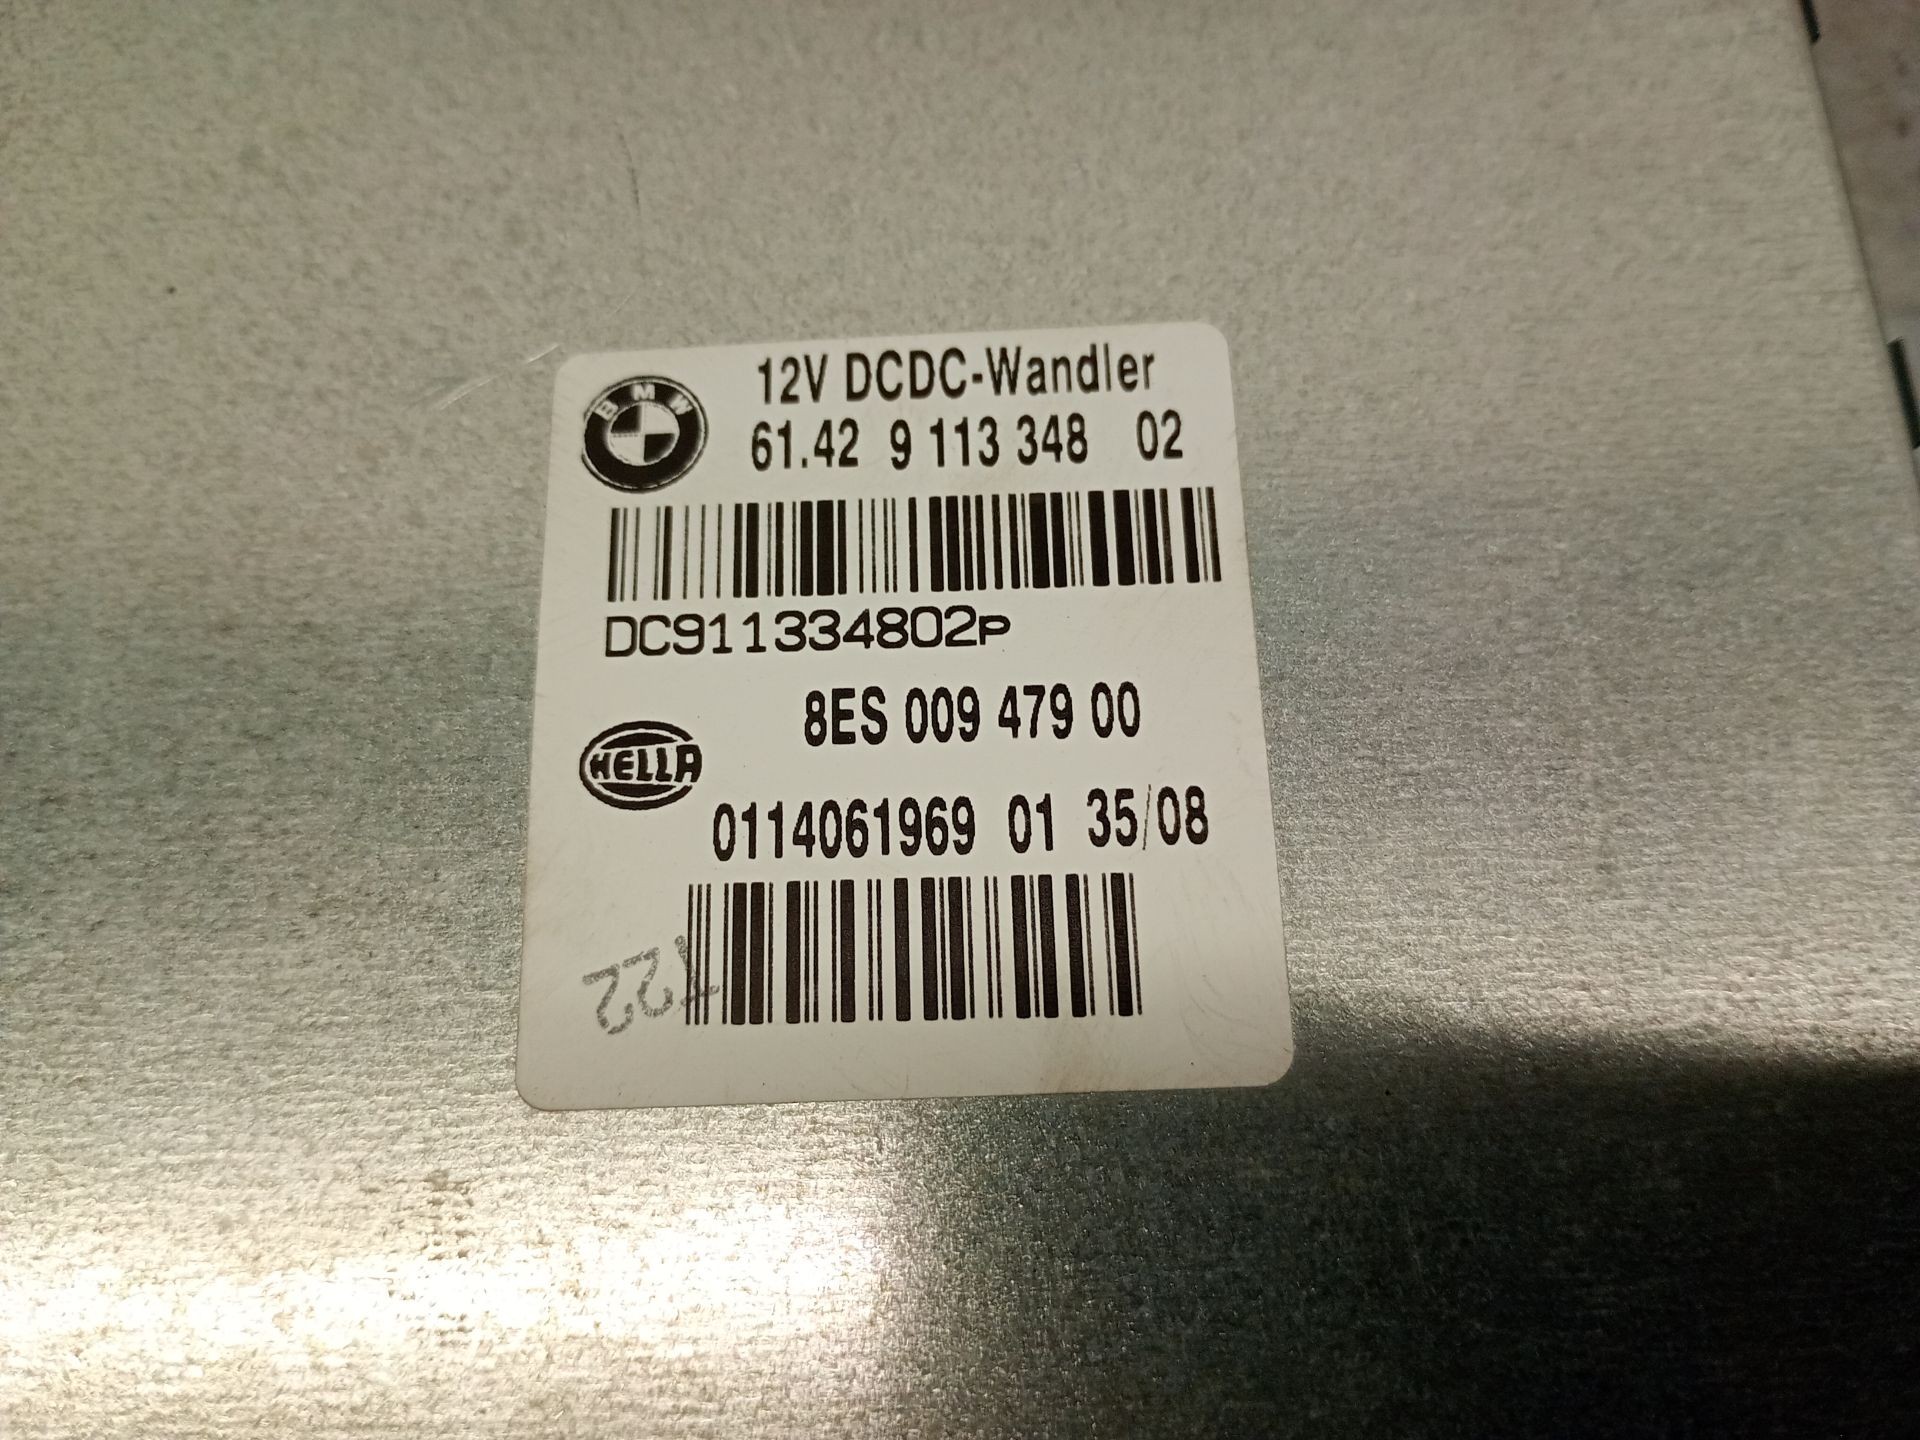 12V DCDC-Wandler
BMW
61.42 9 113 348 02
DC911334802P
8ES 009 479 00
HELLA
0114061969 01 35/08